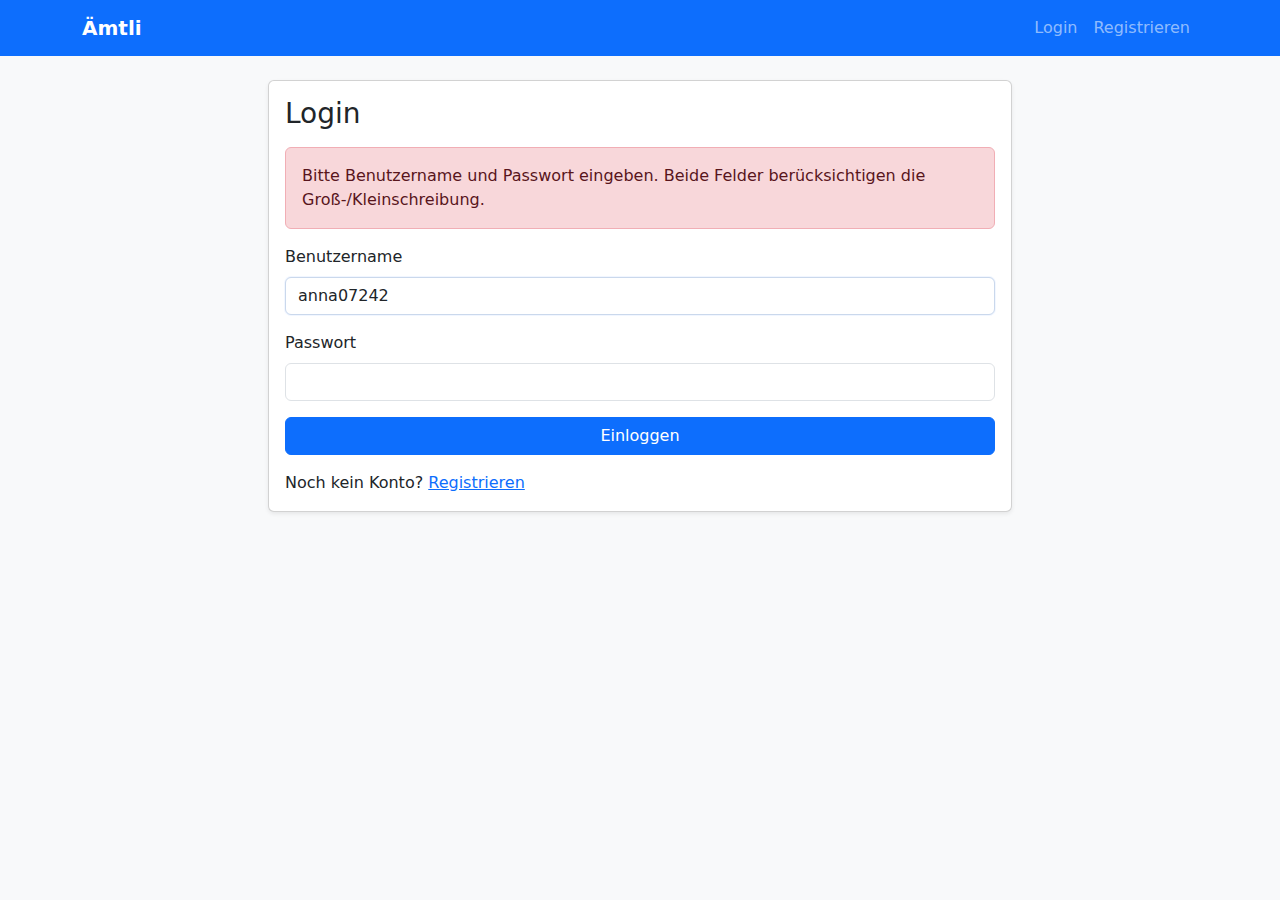 Ämtli
Login Registrieren
Login
Bitte Benutzername und Passwort eingeben. Beide Felder berücksichtigen die
Groß-/Kleinschreibung.
Benutzername
anna07242
Passwort
Einloggen
Noch kein Konto? Registrieren